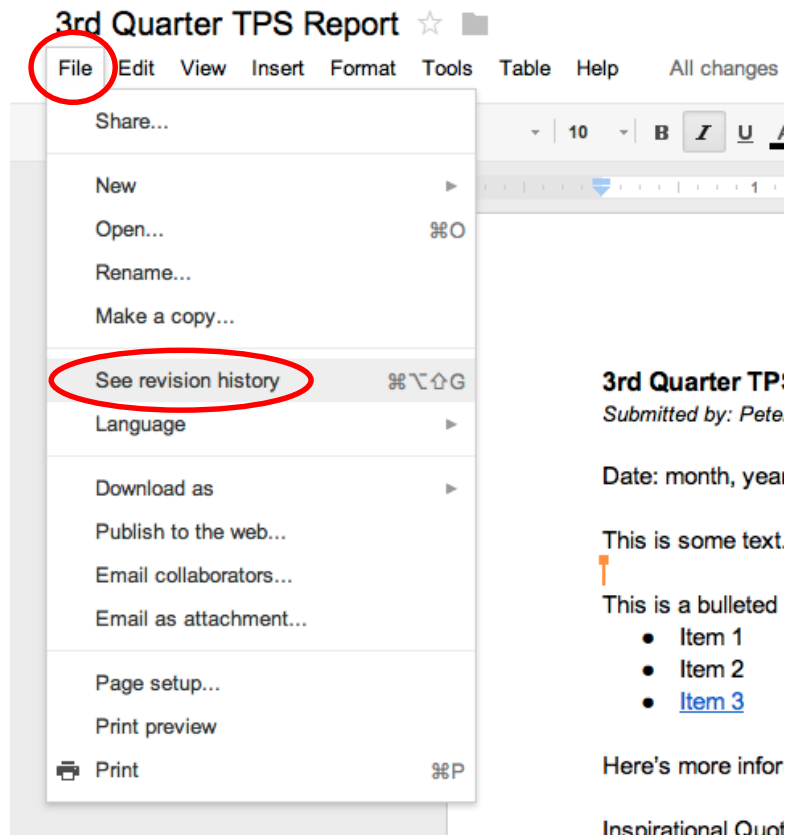 3rd Quarter TPS Report
File Edit View Insert Format Tools Table Help All changes
Share...
10 B I U A
New
Open... ⌘O
Rename...
Make a copy...
See revision history ⌘⌥⇧G
Language
Download as
Publish to the web...
Email collaborators...
Email as attachment...
Page setup...
Print preview
Print ⌘P
1
3rd Quarter TPS
Submitted by: Pete
Date: month, year
This is some text.
This is a bulleted
● Item 1
● Item 2
● Item 3
Here's more infor
Inspirational Quot